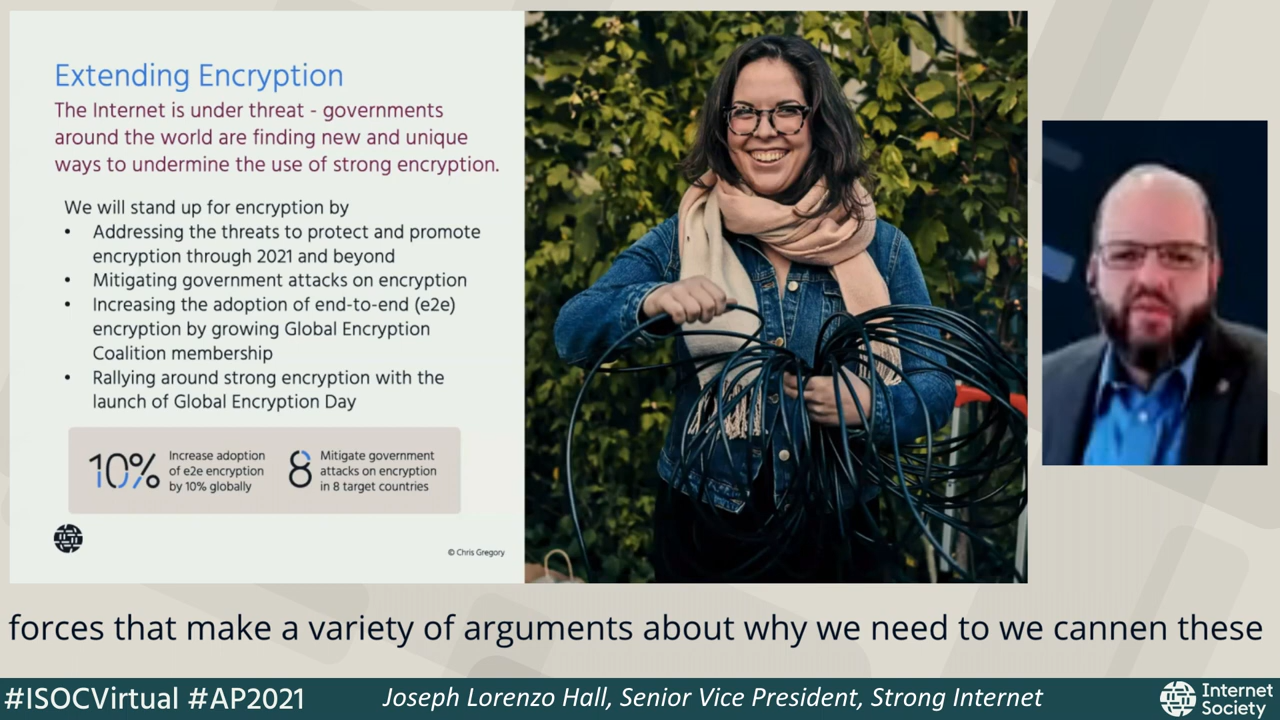 Extending Encryption
The Internet is under threat - governments
around the world are finding new and unique
ways to undermine the use of strong encryption.
We will stand up for encryption by
• Addressing the threats to protect and promote
encryption through 2021 and beyond
• Mitigating government attacks on encryption
• Increasing the adoption of end-to-end (e2e)
encryption by growing Global Encryption
Coalition membership
• Rallying around strong encryption with the
launch of Global Encryption Day
10%
Increase adoption
of e2e encryption
by 10% globally
8
Mitigate government
attacks on encryption
in 8 target countries
© Chris Gregory
forces that make a variety of arguments about why we need to we cannen these
#ISOCVirtual #AP2021
Joseph Lorenzo Hall, Senior Vice President, Strong Internet
Internet
Society